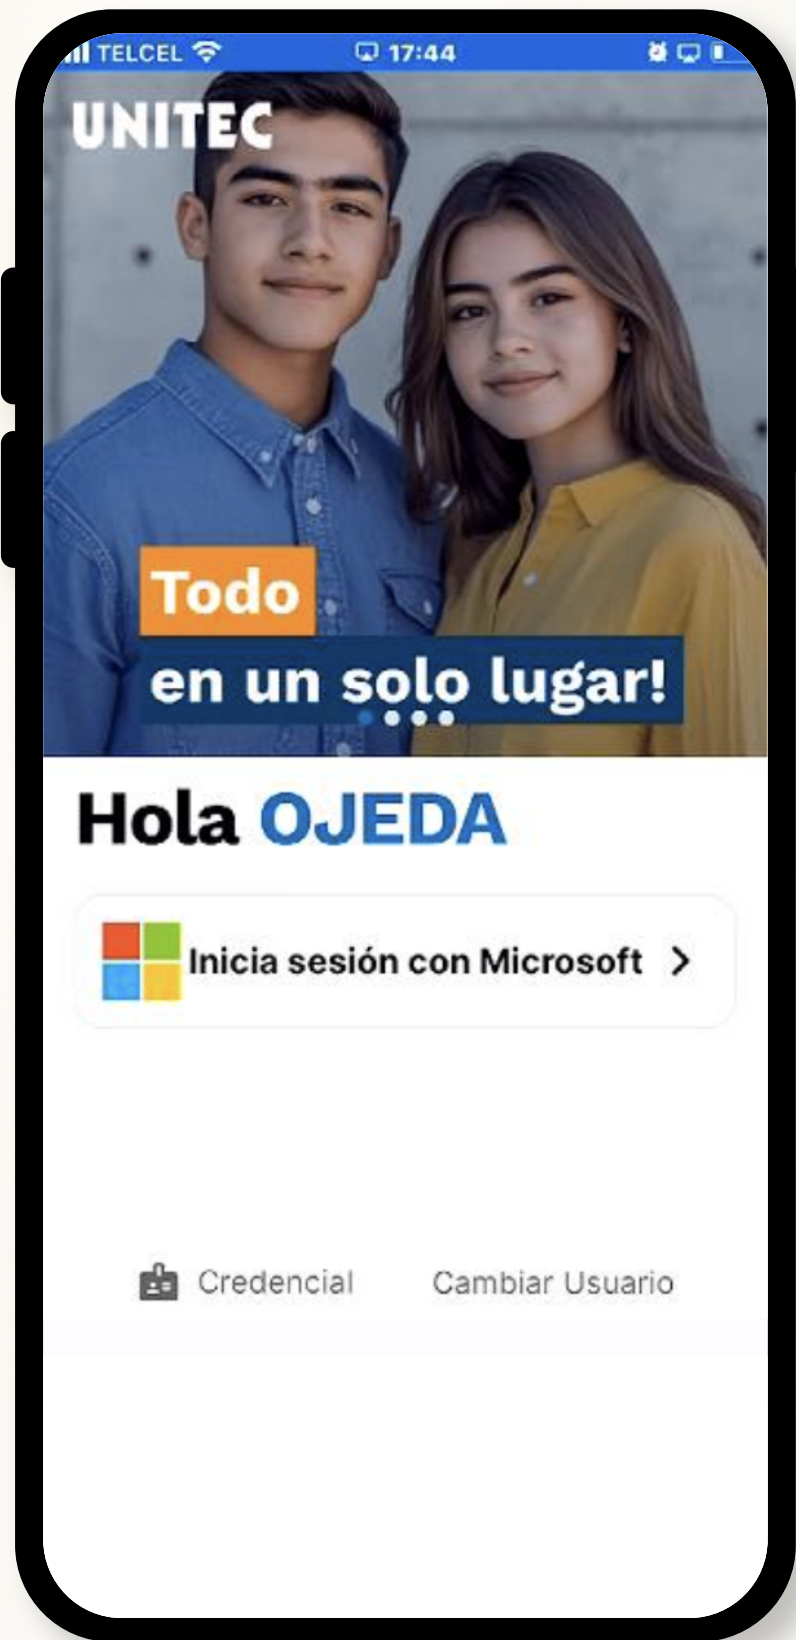 TELCEL 17:44
UNITEC
Todo
en un solo lugar!
Hola OJEDA
Inicia sesión con Microsoft
Credencial Cambiar Usuario